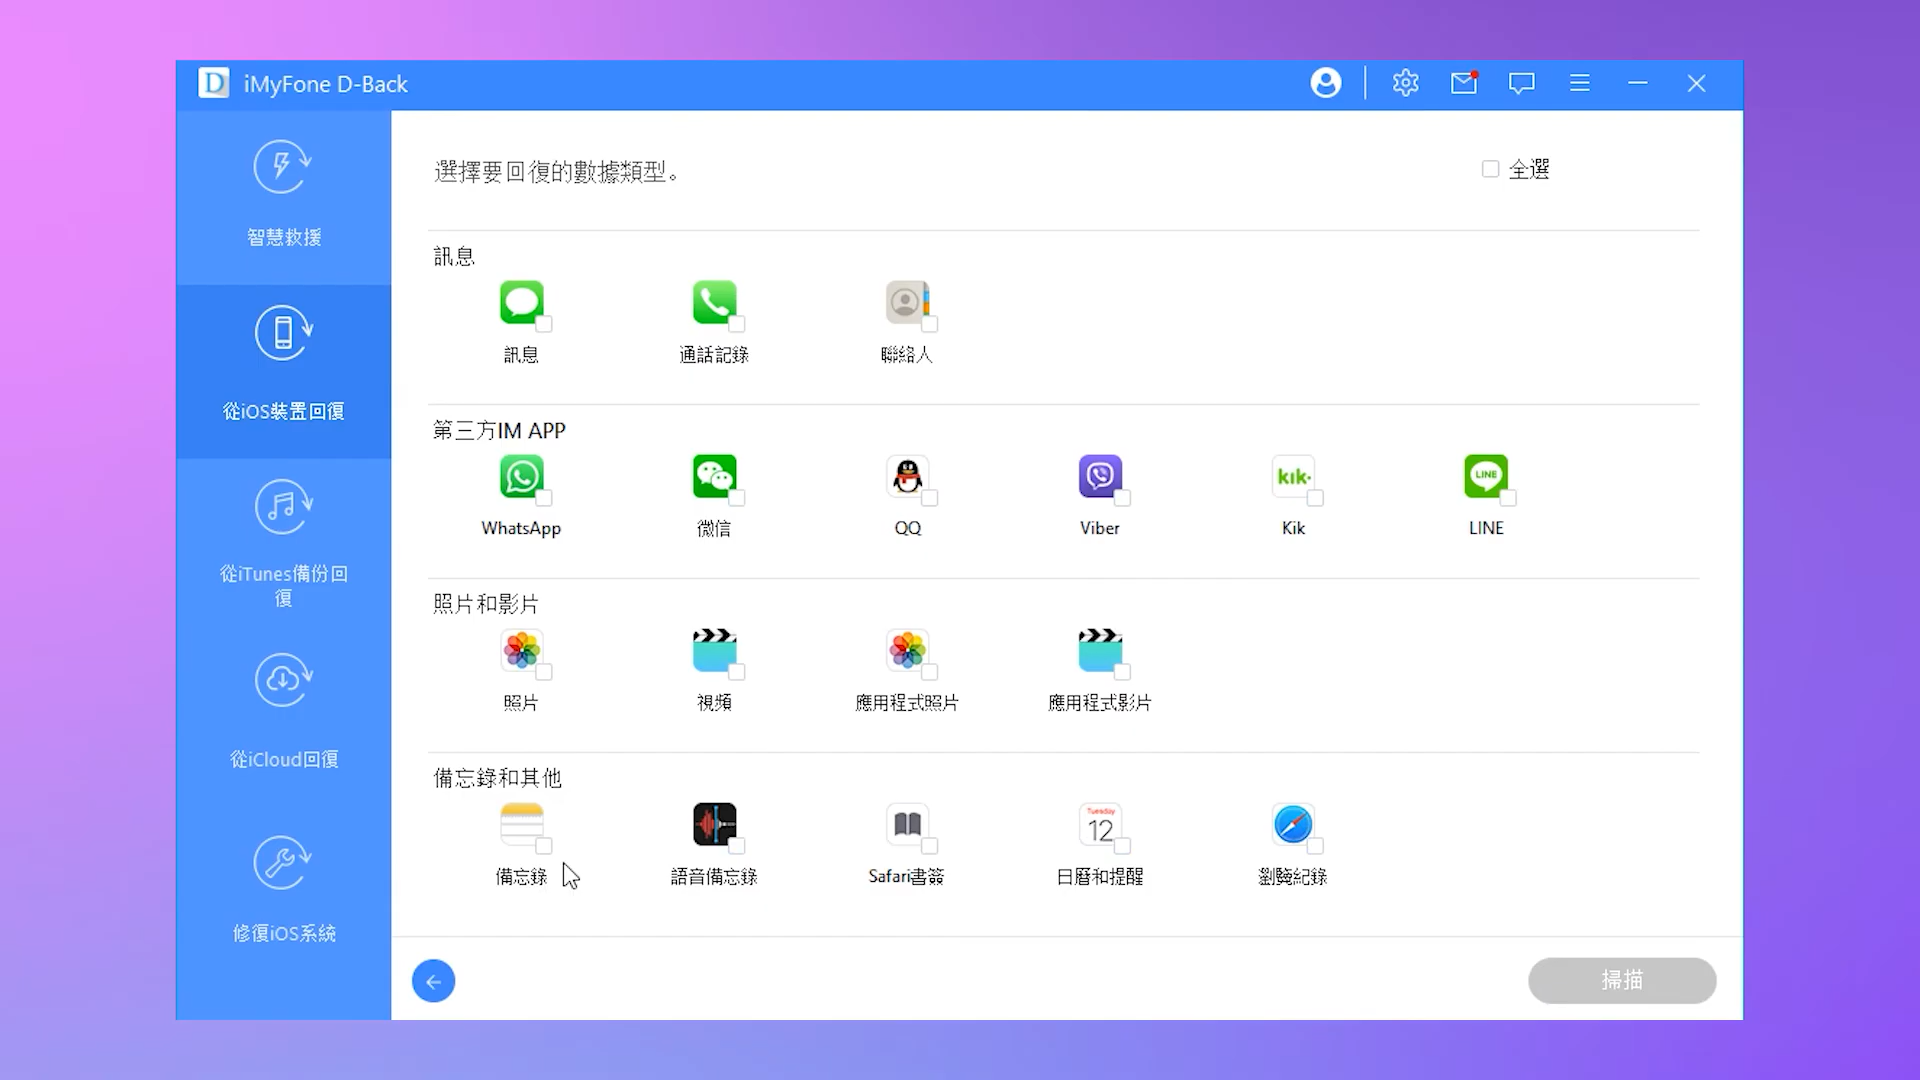 iMyFone D-Back
智慧救援
從iOS裝置回復
從iTunes備份回
復
從iCloud回復
修復iOS系統
選擇要回復的數據類型。
全選
訊息
訊息
通話記錄
聯絡人
第三方IM APP
WhatsApp
微信
QQ
Viber
kik
Kik
LINE
LINE
照片和影片
照片
視頻
應用程式照片
應用程式影片
備忘錄和其他
備忘錄
語音備忘錄
Safari書簽
Tuesday
12
日曆和提醒
瀏覽紀錄
掃描